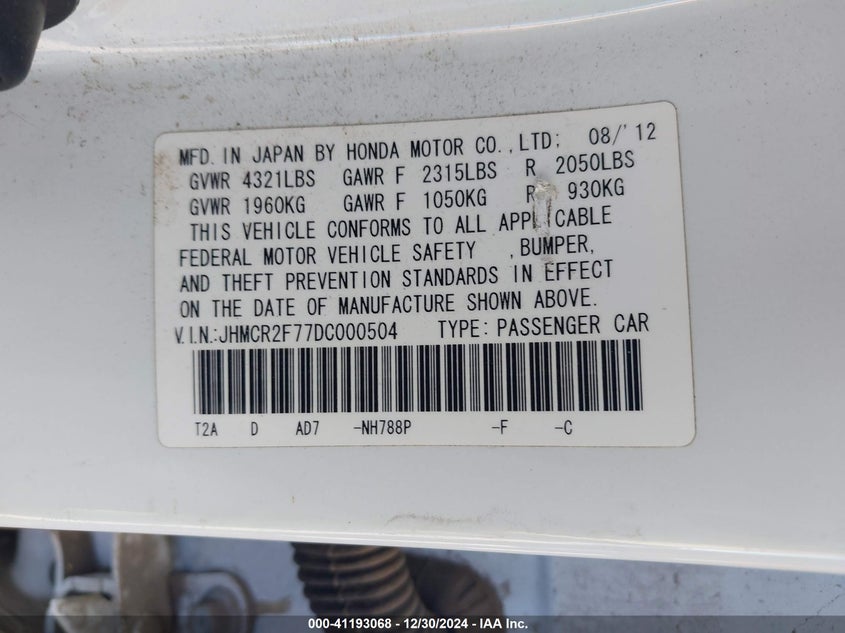 MFD. IN JAPAN BY HONDA MOTOR CO., LTD; 08/'12
GVWR 4321LBS GAWR F 2315LBS R 2050LBS
GVWR 1960KG GAWR F 1050KG R 930KG
THIS VEHICLE CONFORMS TO ALL APPLICABLE
FEDERAL MOTOR VEHICLE SAFETY , BUMPER,
AND THEFT PREVENTION STANDARDS IN EFFECT
ON THE DATE OF MANUFACTURE SHOWN ABOVE.
V.I.N.:JHMCR2F77DC000504 TYPE: PASSENGER CAR
T2A D AD7 -NH788P -F -C
000-41193068 - 12/30/2024 - IAA Inc.